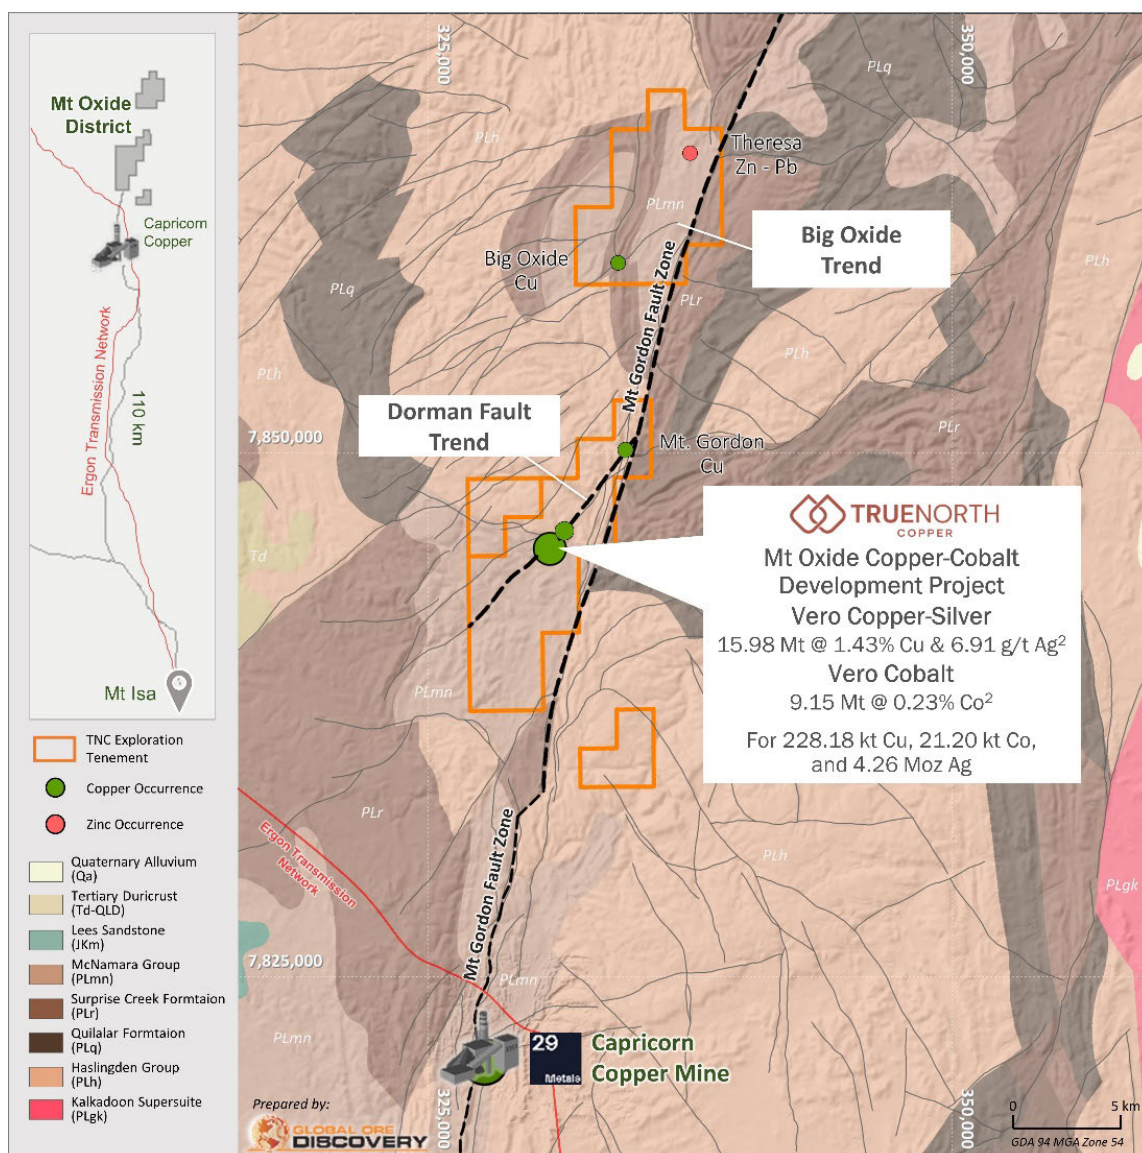 Mt Oxide
District
Capricorn
Copper
Ergon Transmission Network
110 km
Mt Isa
TNC Exploration
Tenement
Copper Occurrence
Zinc Occurrence
Quaternary Alluvium
(Qa)
Tertiary Duricrust
(Td-QLD)
Lees Sandstone
(JKm)
McNamara Group
(PLmn)
Surprise Creek Formtaion
(PLr)
Quilalar Formtaion
(PLq)
Haslingden Group
(PLh)
Kalkadoon Supersuite
(PLgk)
325,000
350,000
PLq
PLh
Theresa
Zn - Pb
PLmn
Big Oxide
Trend
Big Oxide
Cu
PLh
PLq
PLr
Mt Gordon Fault Zone
PLh
PLh
Dorman Fault
Trend
7,850,000
Mt. Gordon
Cu
PLr
Td
TRUENORTH
COPPER
Mt Oxide Copper-Cobalt
Development Project
Vero Copper-Silver
15.98 Mt @ 1.43% Cu & 6.91 g/t Ag²
Vero Cobalt
9.15 Mt @ 0.23% Co²
For 228.18 kt Cu, 21.20 kt Co,
and 4.26 Moz Ag
PLmn
PLr
Ergon Transmission
Network
PLh
PLgk
Mt Gordon Fault Zone
7,825,000
PLmn
PLmn
29
Metals
Capricorn
Copper Mine
325,000
350,000
Prepared by:
GLOBAL ORE
DISCOVERY
0 5 km
GDA 94 MGA Zone 54